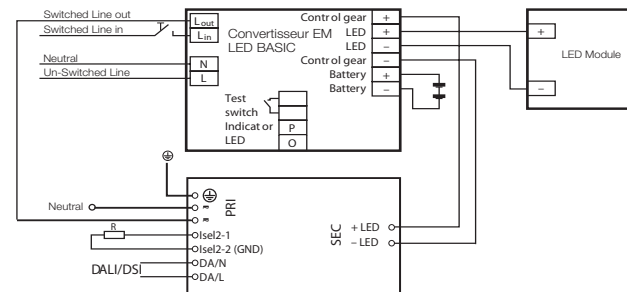 Switched Line out
Switched Line in
Neutral
Un-Switched Line
Lout
Lin
N
L
Convertisseur EM
LED BASIC
Test
switch
Indicator
LED
P
O
Control gear +
LED +
LED –
Control gear –
Battery +
Battery –
+
–
LED Module
Neutral
R
DALI/DSI
PRI
Isel2-1
Isel2-2 (GND)
DA/N
DA/L
SEC
+ LED
– LED